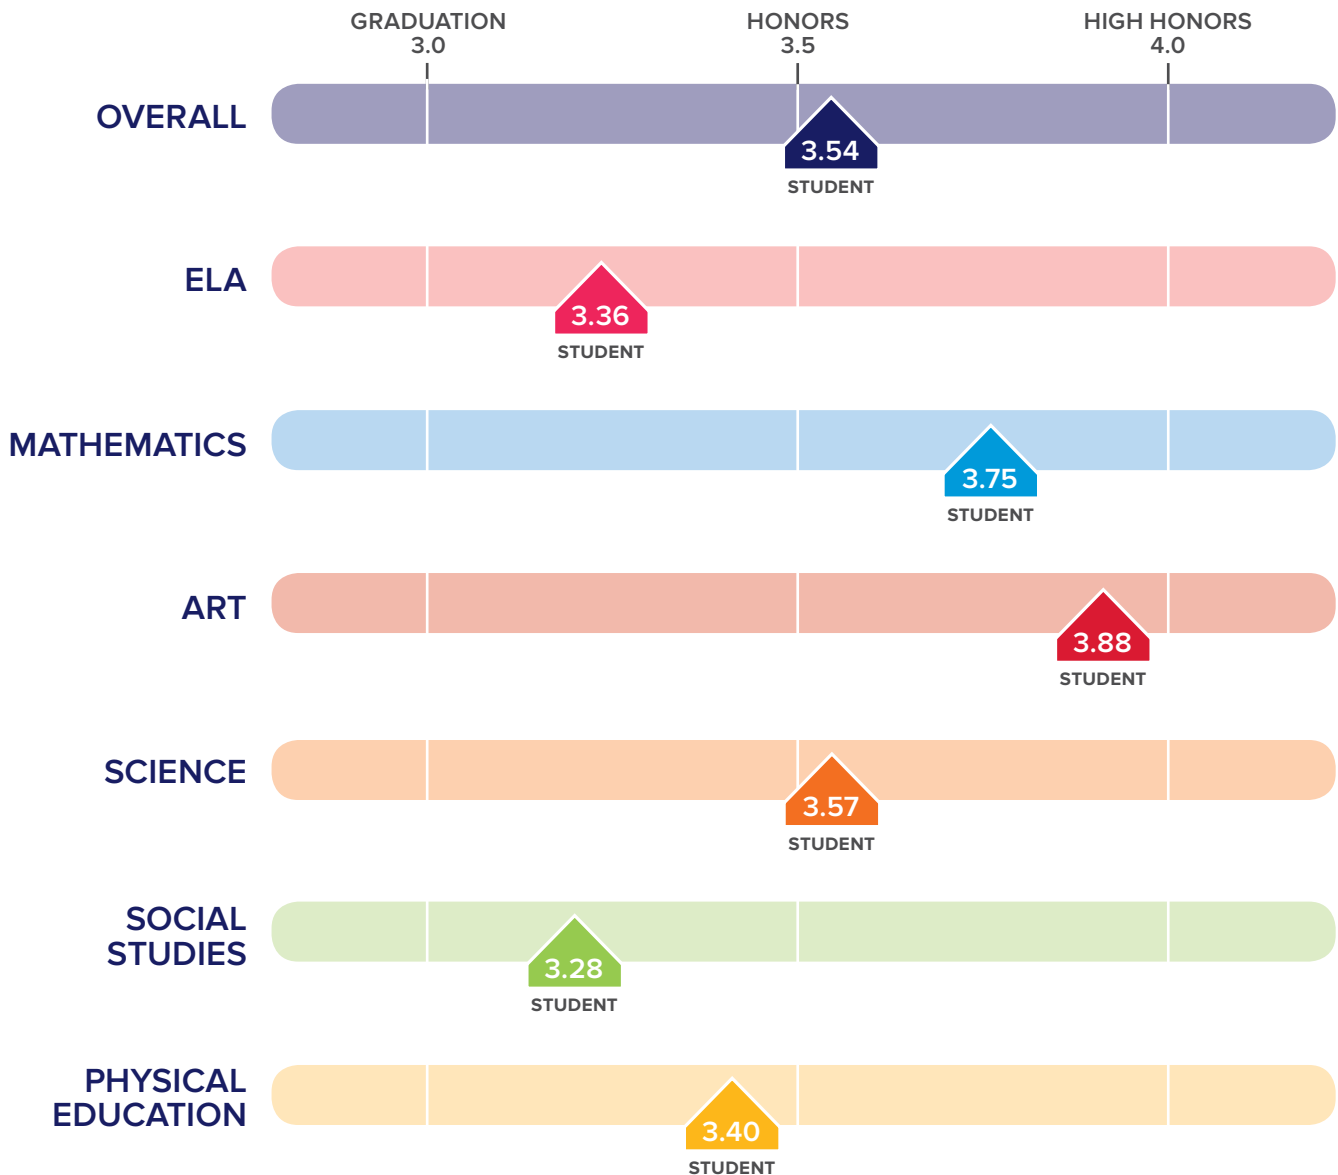 GRADUATION HONORS HIGH HONORS
3.0 3.5 4.0
OVERALL
3.54
STUDENT
ELA
3.36
STUDENT
MATHEMATICS
3.75
STUDENT
ART
3.88
STUDENT
SCIENCE
3.57
STUDENT
SOCIAL
STUDIES
3.28
STUDENT
PHYSICAL
EDUCATION
3.40
STUDENT